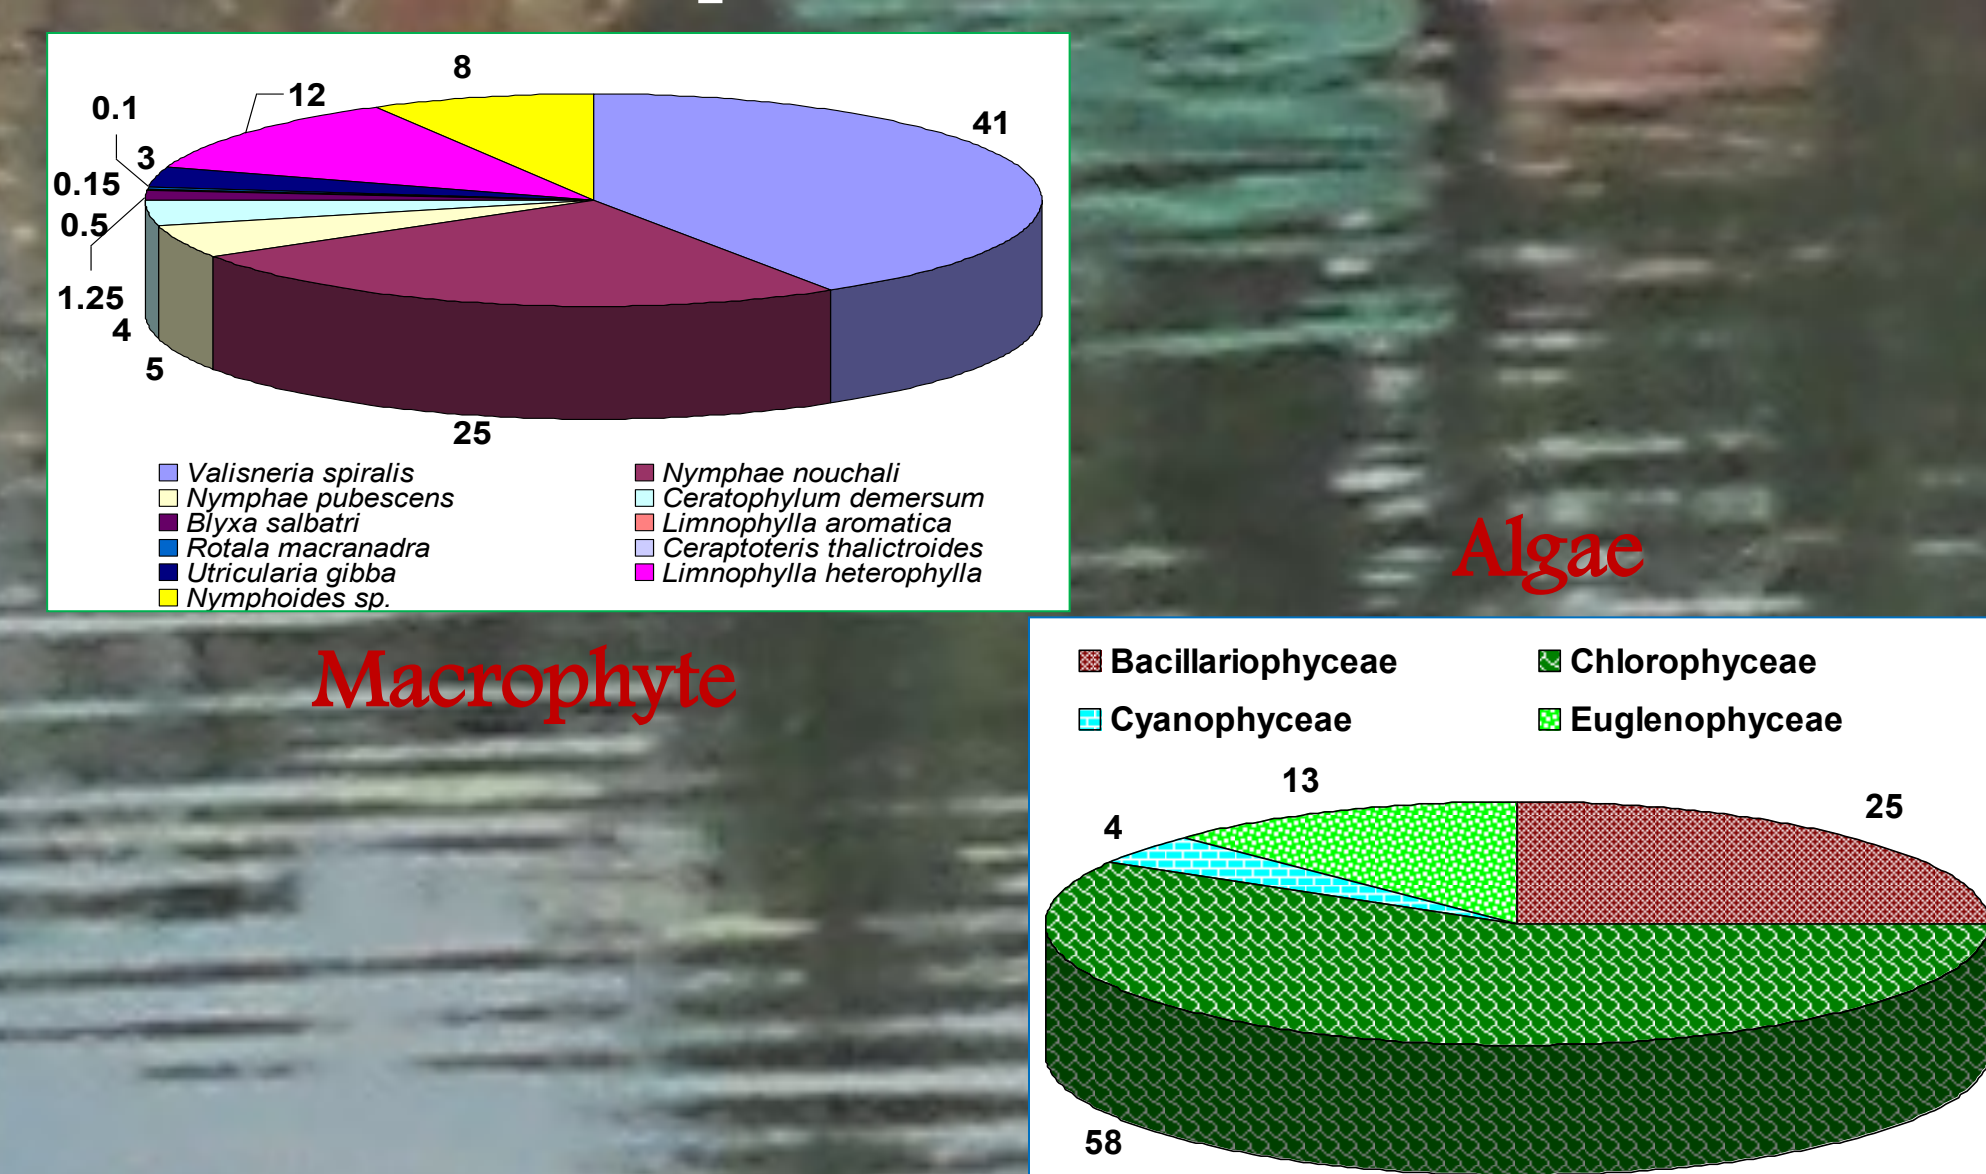 8
12
0.1
41
3
0.15
0.5
1.25
4
5
25
Valisneria spiralis
Nymphae nouchali
Nymphae pubescens
Ceratophylum demersum
Blyxa salbatri
Limnophylla aromatica
Rotala macranadra
Ceraptoteris thalictroides
Utricularia gibba
Limnophylla heterophylla
Nymphoides sp.
Algae
Macrophyte
Bacillariophyceae
Chlorophyceae
Cyanophyceae
Euglenophyceae
13
25
4
58